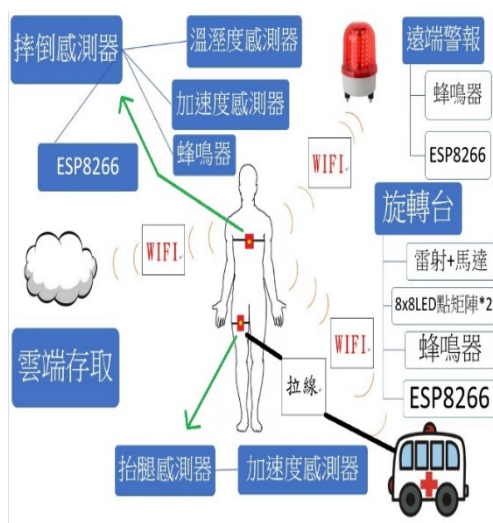 摔倒感測器
溫溼度感測器
加速度感測器
蜂鳴器
ESP8266
遠端警報
蜂鳴器
ESP8266
WIFI
WIFI
WIFI
旋轉台
雷射+馬達
8x8LED點矩陣*2
蜂鳴器
ESP8266
雲端存取
拉線
抬腿感測器
加速度感測器